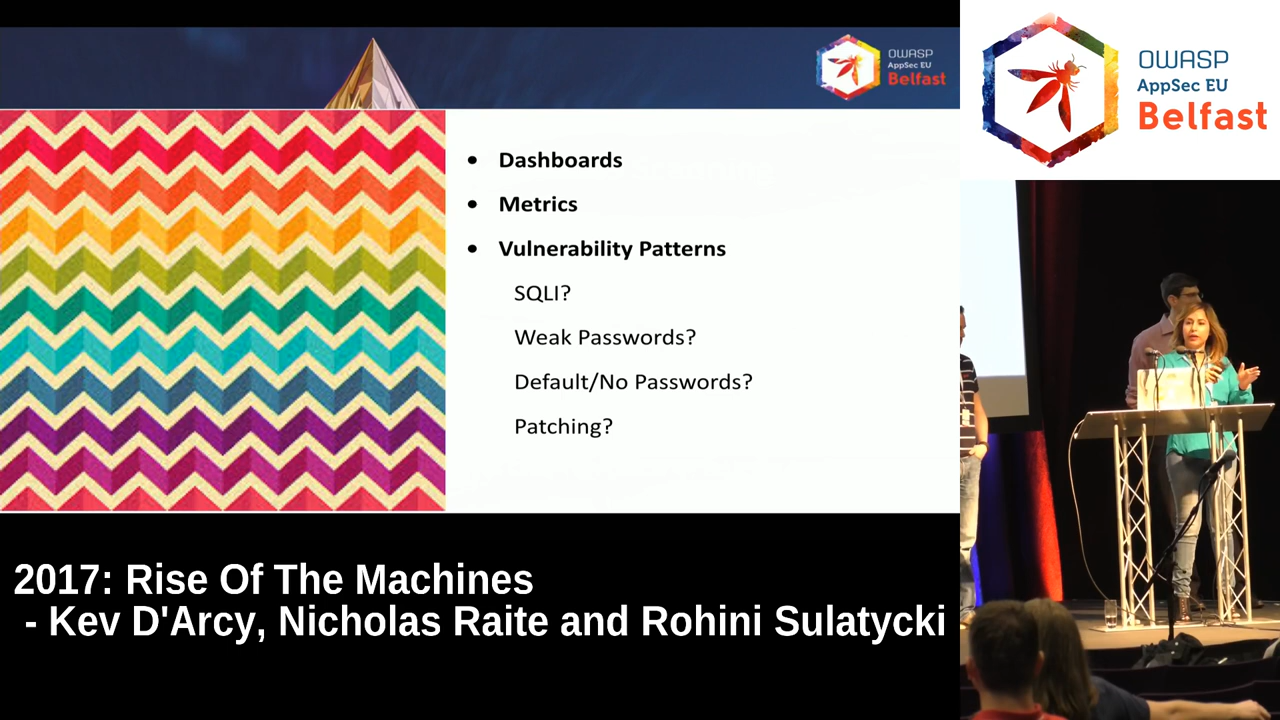 OWASP
AppSec EU
Belfast
OWASP
AppSec EU
Belfast
• Dashboards
• Metrics
• Vulnerability Patterns
SQLI?
Weak Passwords?
Default/No Passwords?
Patching?
2017: Rise Of The Machines
- Kev D'Arcy, Nicholas Raite and Rohini Sulatycki